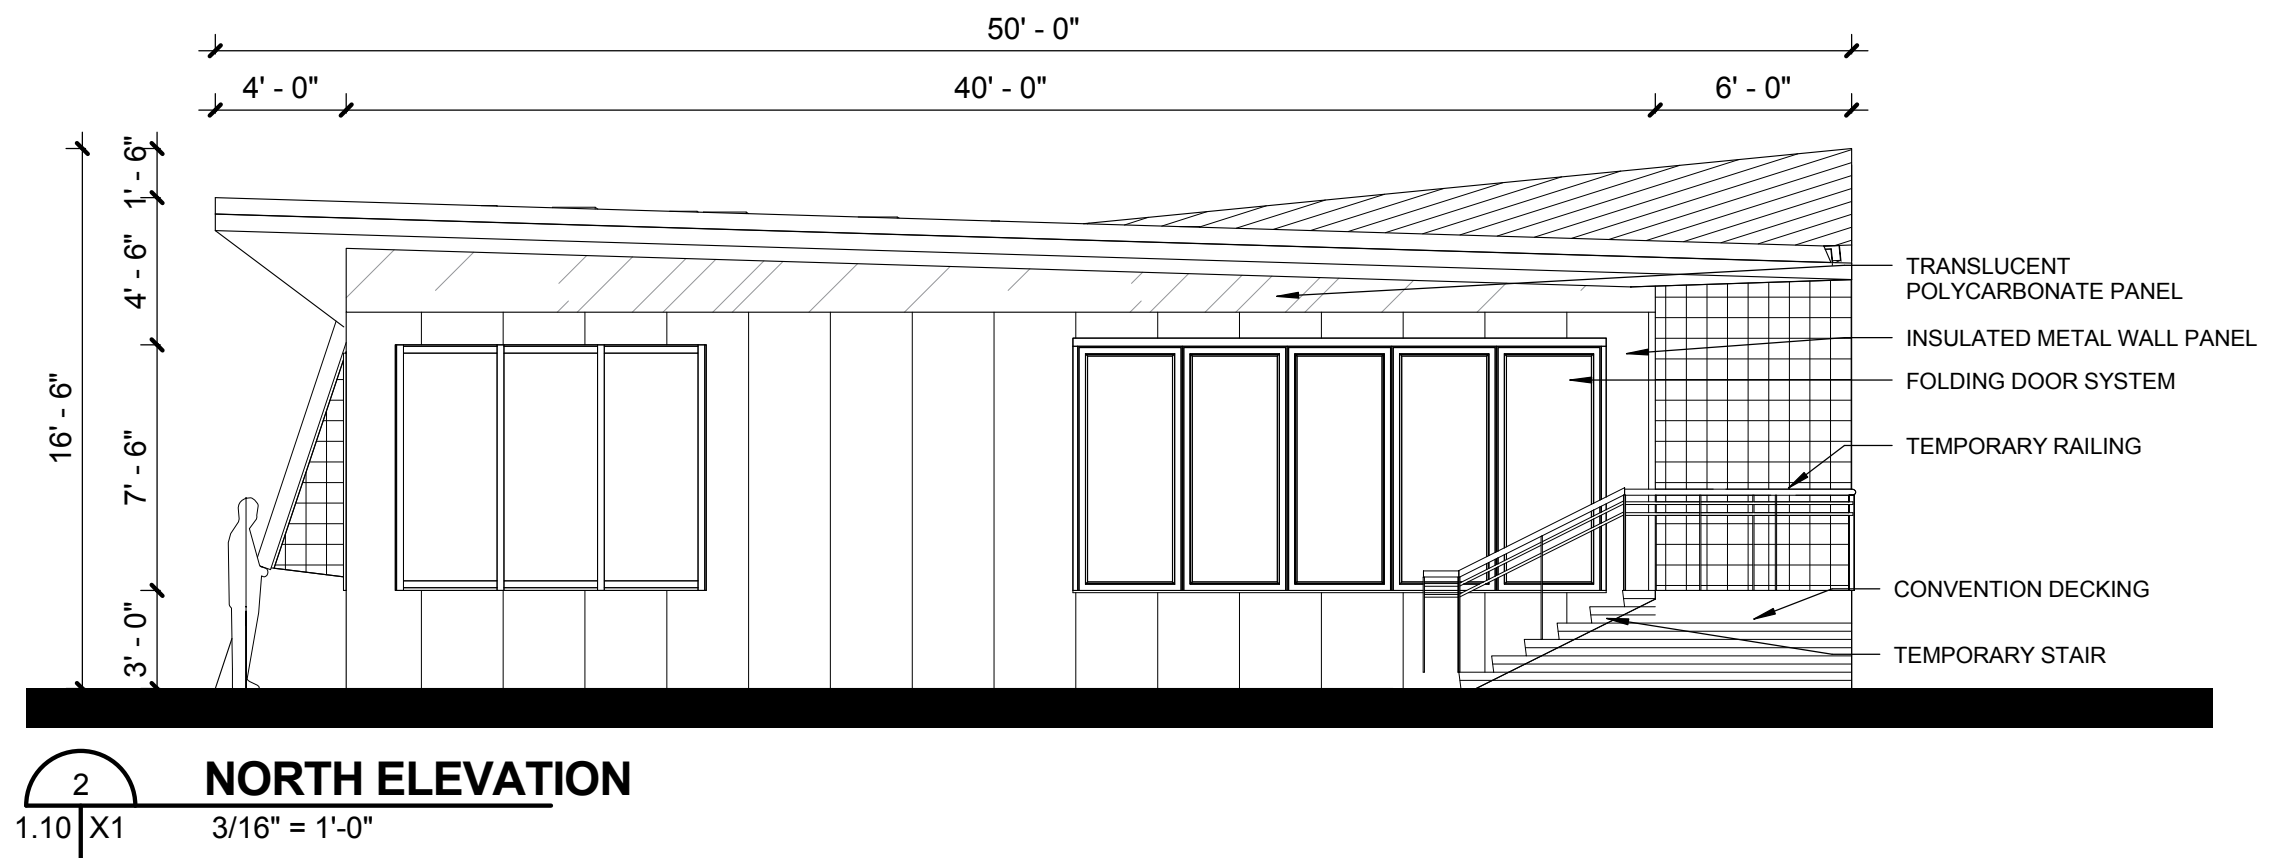 50' - 0"
4' - 0"
40' - 0"
6' - 0"
1' - 6"
4' - 6"
7' - 6"
3' - 0"
16' - 6"
TRANSLUCENT
POLYCARBONATE PANEL
INSULATED METAL WALL PANEL
FOLDING DOOR SYSTEM
TEMPORARY RAILING
CONVENTION DECKING
TEMPORARY STAIR
2
1.10 X1
NORTH ELEVATION
3/16" = 1'-0"